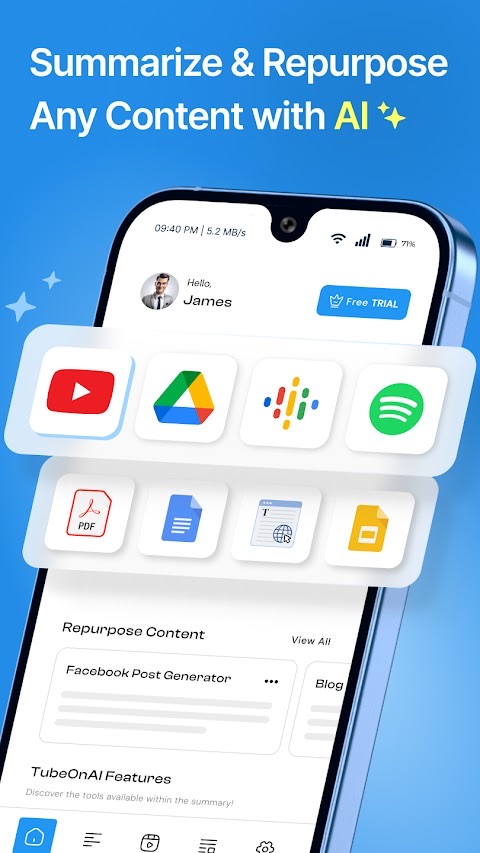 Summarize & Repurpose
Any Content with AI
09:40 PM | 5.2 MB/s
71%
Hello,
James
Free TRIAL
PDF
T
Repurpose Content
View All
Facebook Post Generator
Blog
TubeOnAI Features
Discover the tools available within the summary!